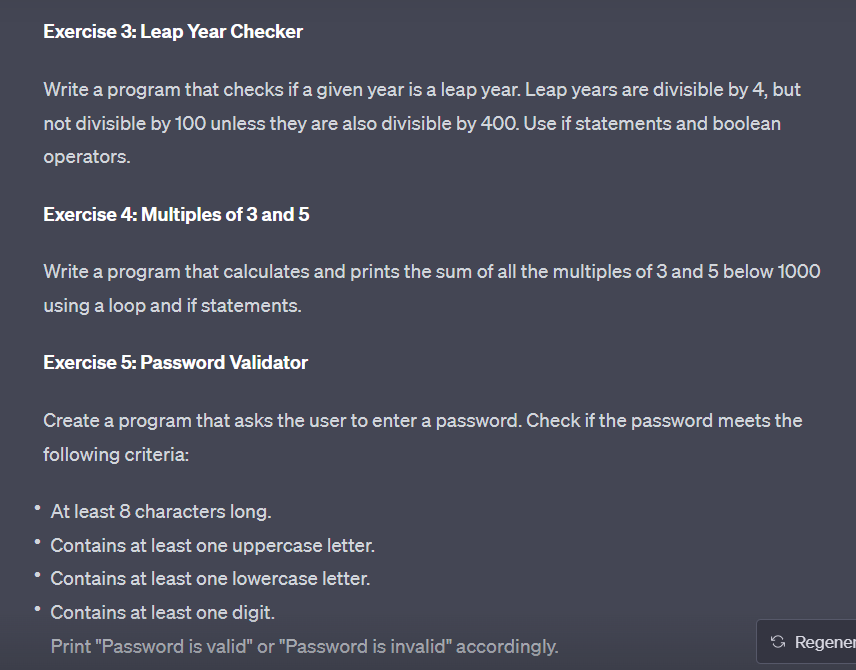 Exercise 3: Leap Year Checker
Write a program that checks if a given year is a leap year. Leap years are divisible by 4, but
not divisible by 100 unless they are also divisible by 400. Use if statements and boolean
operators.
Exercise 4: Multiples of 3 and 5
Write a program that calculates and prints the sum of all the multiples of 3 and 5 below 1000
using a loop and if statements.
Exercise 5: Password Validator
Create a program that asks the user to enter a password. Check if the password meets the
following criteria:
• At least 8 characters long.
• Contains at least one uppercase letter.
• Contains at least one lowercase letter.
• Contains at least one digit.
Print "Password is valid" or "Password is invalid" accordingly.
Regener